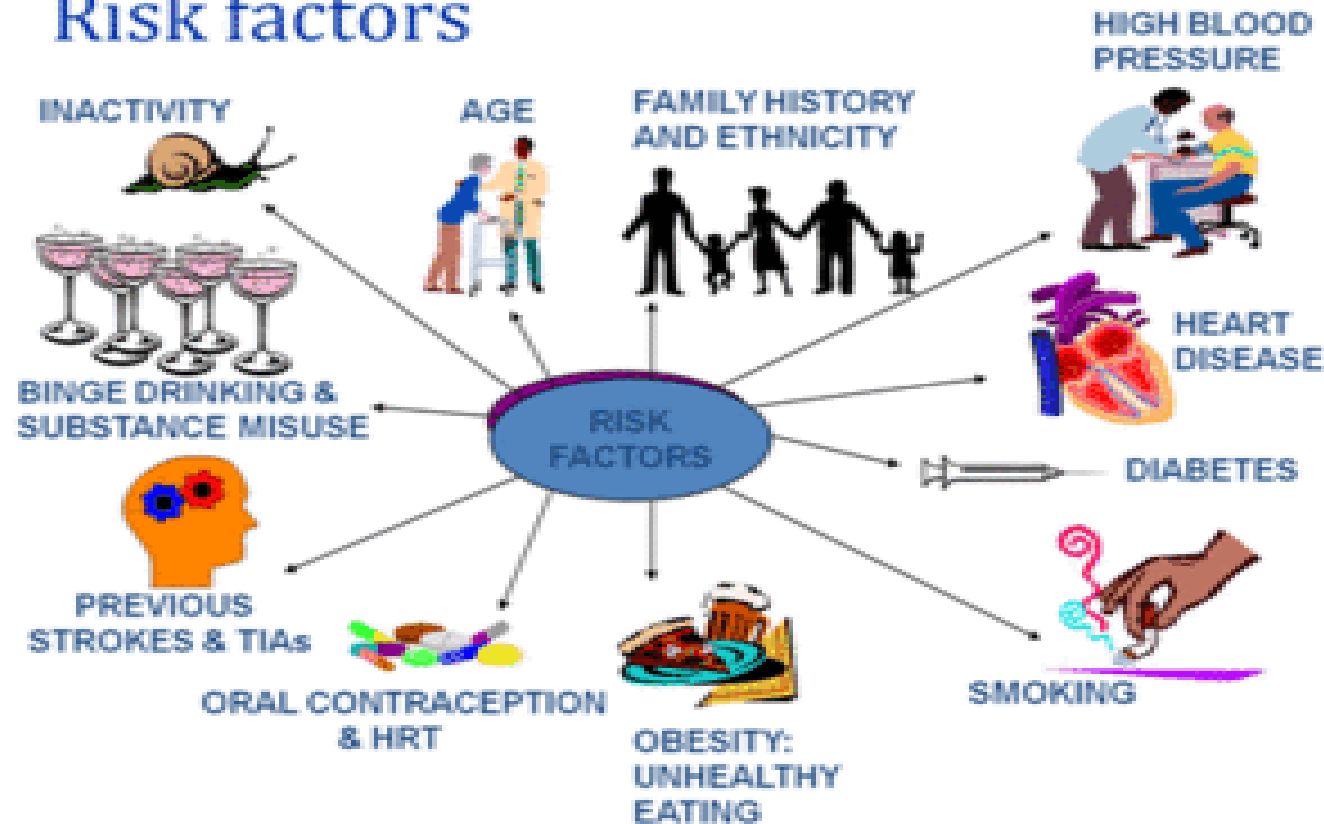 Risk factors
HIGH BLOOD
PRESSURE
INACTIVITY
AGE
FAMILY HISTORY
AND ETHNICITY
HEART
DISEASE
BINGE DRINKING &
SUBSTANCE MISUSE
RISK
FACTORS
DIABETES
PREVIOUS
STROKES & TIAs
ORAL CONTRACEPTION
& HRT
SMOKING
OBESITY:
UNHEALTHY
EATING